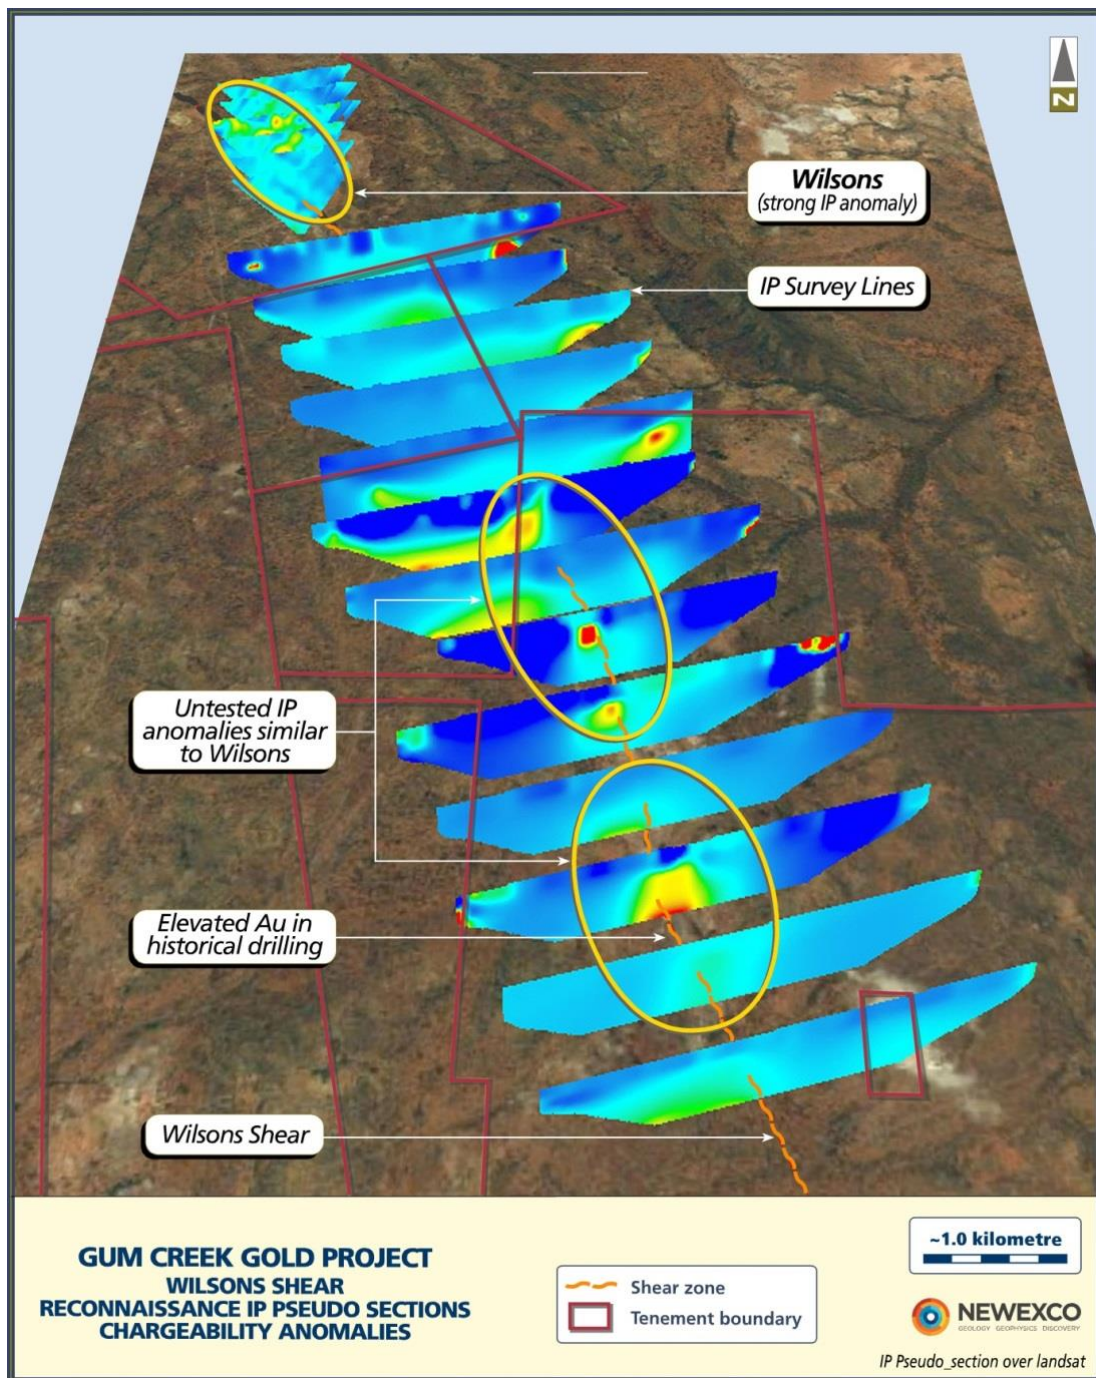 N
Wilsons
(strong IP anomaly)
IP Survey Lines
Untested IP
anomalies similar
to Wilsons
Elevated Au in
historical drilling
Wilsons Shear
GUM CREEK GOLD PROJECT
WILSONS SHEAR
RECONNAISSANCE IP PSEUDO SECTIONS
CHARGEABILITY ANOMALIES
Shear zone
Tenement boundary
~1.0 kilometre
NEWEXCO
GEOLOGY GEOPHYSICS DISCOVERY
IP Pseudo_section over landsat